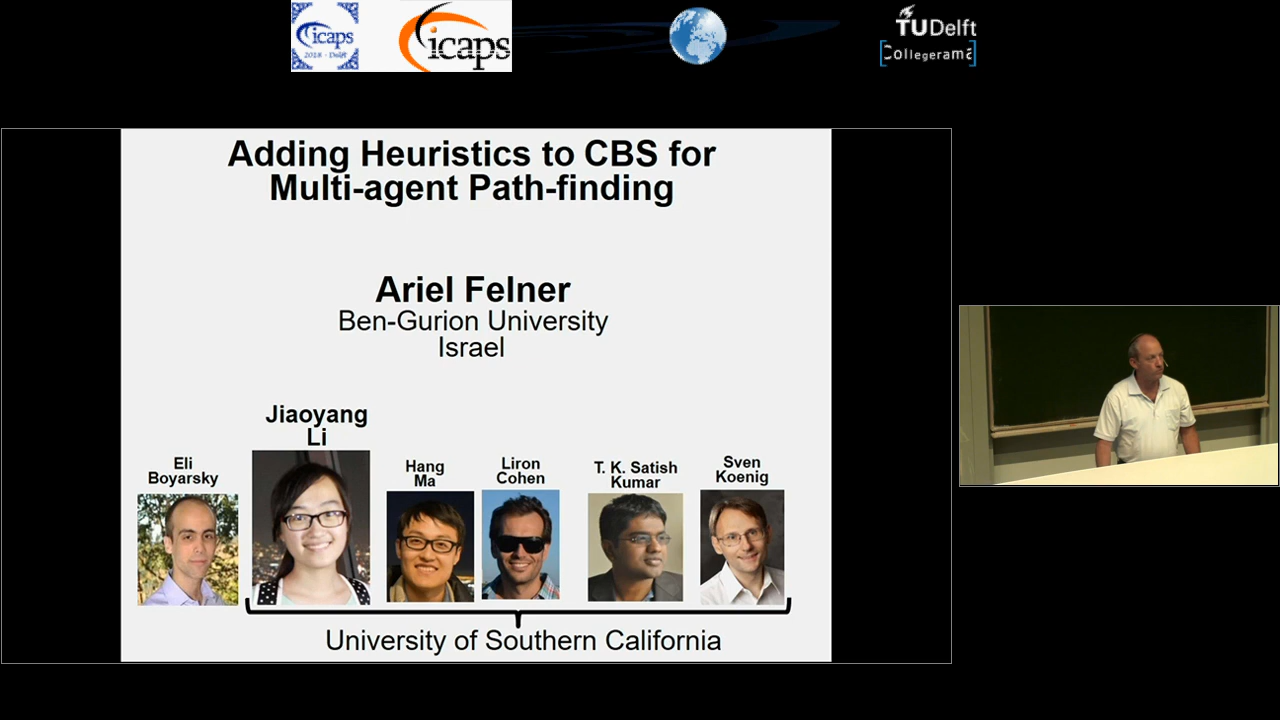 icaps
2018 - Delft
icaps
TUDelft
Collegerama
Adding Heuristics to CBS for
Multi-agent Path-finding
Ariel Felner
Ben-Gurion University
Israel
Eli
Boyarsky
Jiaoyang
Li
Hang
Ma
Liron
Cohen
T. K. Satish
Kumar
Sven
Koenig
University of Southern California